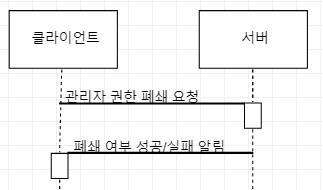 클라이언트
서버
관리자 권한 폐쇄 요청
폐쇄 여부 성공/실패 알림